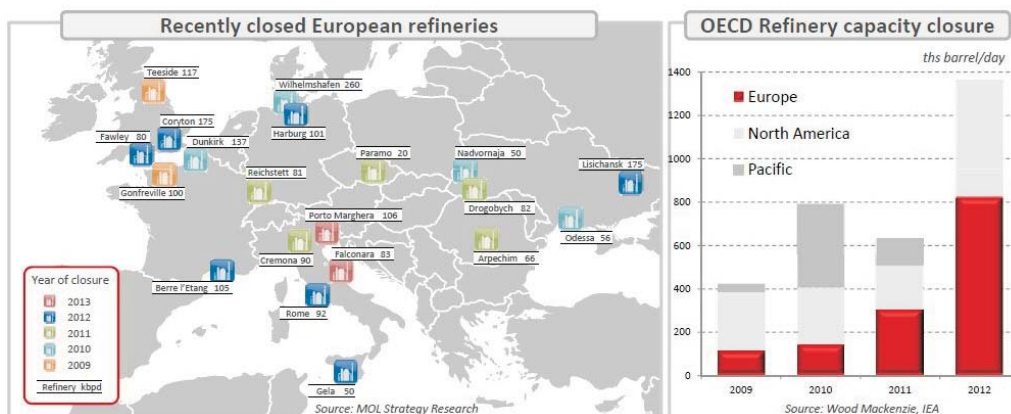 Recently closed European refineries
Teeside 117
Wilhelmshafen 260
Coryton 175
Harburg 101
Fawley 80
Dunkirk 137
Paramo 20
Nadvornaja 50
Lisichansk 175
Reichstett 81
Gonfreville 100
Drogobych 82
Porto Marghera 106
Odessa 56
Falconara 83
Cremona 90
Arpechim 66
Berre l'Etang 105
Rome 92
Gela 50
Year of closure
2013
2012
2011
2010
2009
Refinery kbpd
Source: MOL Strategy Research
OECD Refinery capacity closure
ths barrel/day
1400
1200
1000
800
600
400
200
0
Europe
North America
Pacific
2009
2010
2011
2012
Source: Wood Mackenzie, IEA